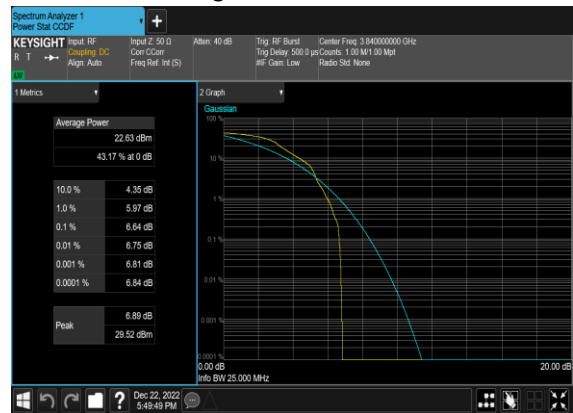 Spectrum Analyzer 1
Power Stat CCDF
+
KEYSIGHT
R T
LXI
Input: RF
Coupling: DC
Align: Auto
Input Z: 50 Ω
Corr CCorr
Freq Ref: Int (S)
Atten: 40 dB
Trig: RF Burst
Trig Delay: 500.0 µs
#IF Gain: Low
Center Freq: 3.840000000 GHz
Counts: 1.00 M/1.00 Mpt
Radio Std: None
1 Metrics
Average Power
22.63 dBm
43.17 % at 0 dB
10.0 % 4.35 dB
1.0 % 5.97 dB
0.1 % 6.64 dB
0.01 % 6.75 dB
0.001 % 6.81 dB
0.0001 % 6.84 dB
Peak
6.89 dB
29.52 dBm
2 Graph
Gaussian
100 %
10 %
1 %
0.1 %
0.01 %
0.001 %
0.0001 %
0.00 dB 20.00 dB
Info BW 25.000 MHz
?
Dec 22, 2022
5:49:49 PM